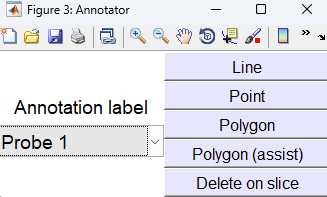 Figure 3: Annotator
Annotation label
Probe 1
Line
Point
Polygon
Polygon (assist)
Delete on slice